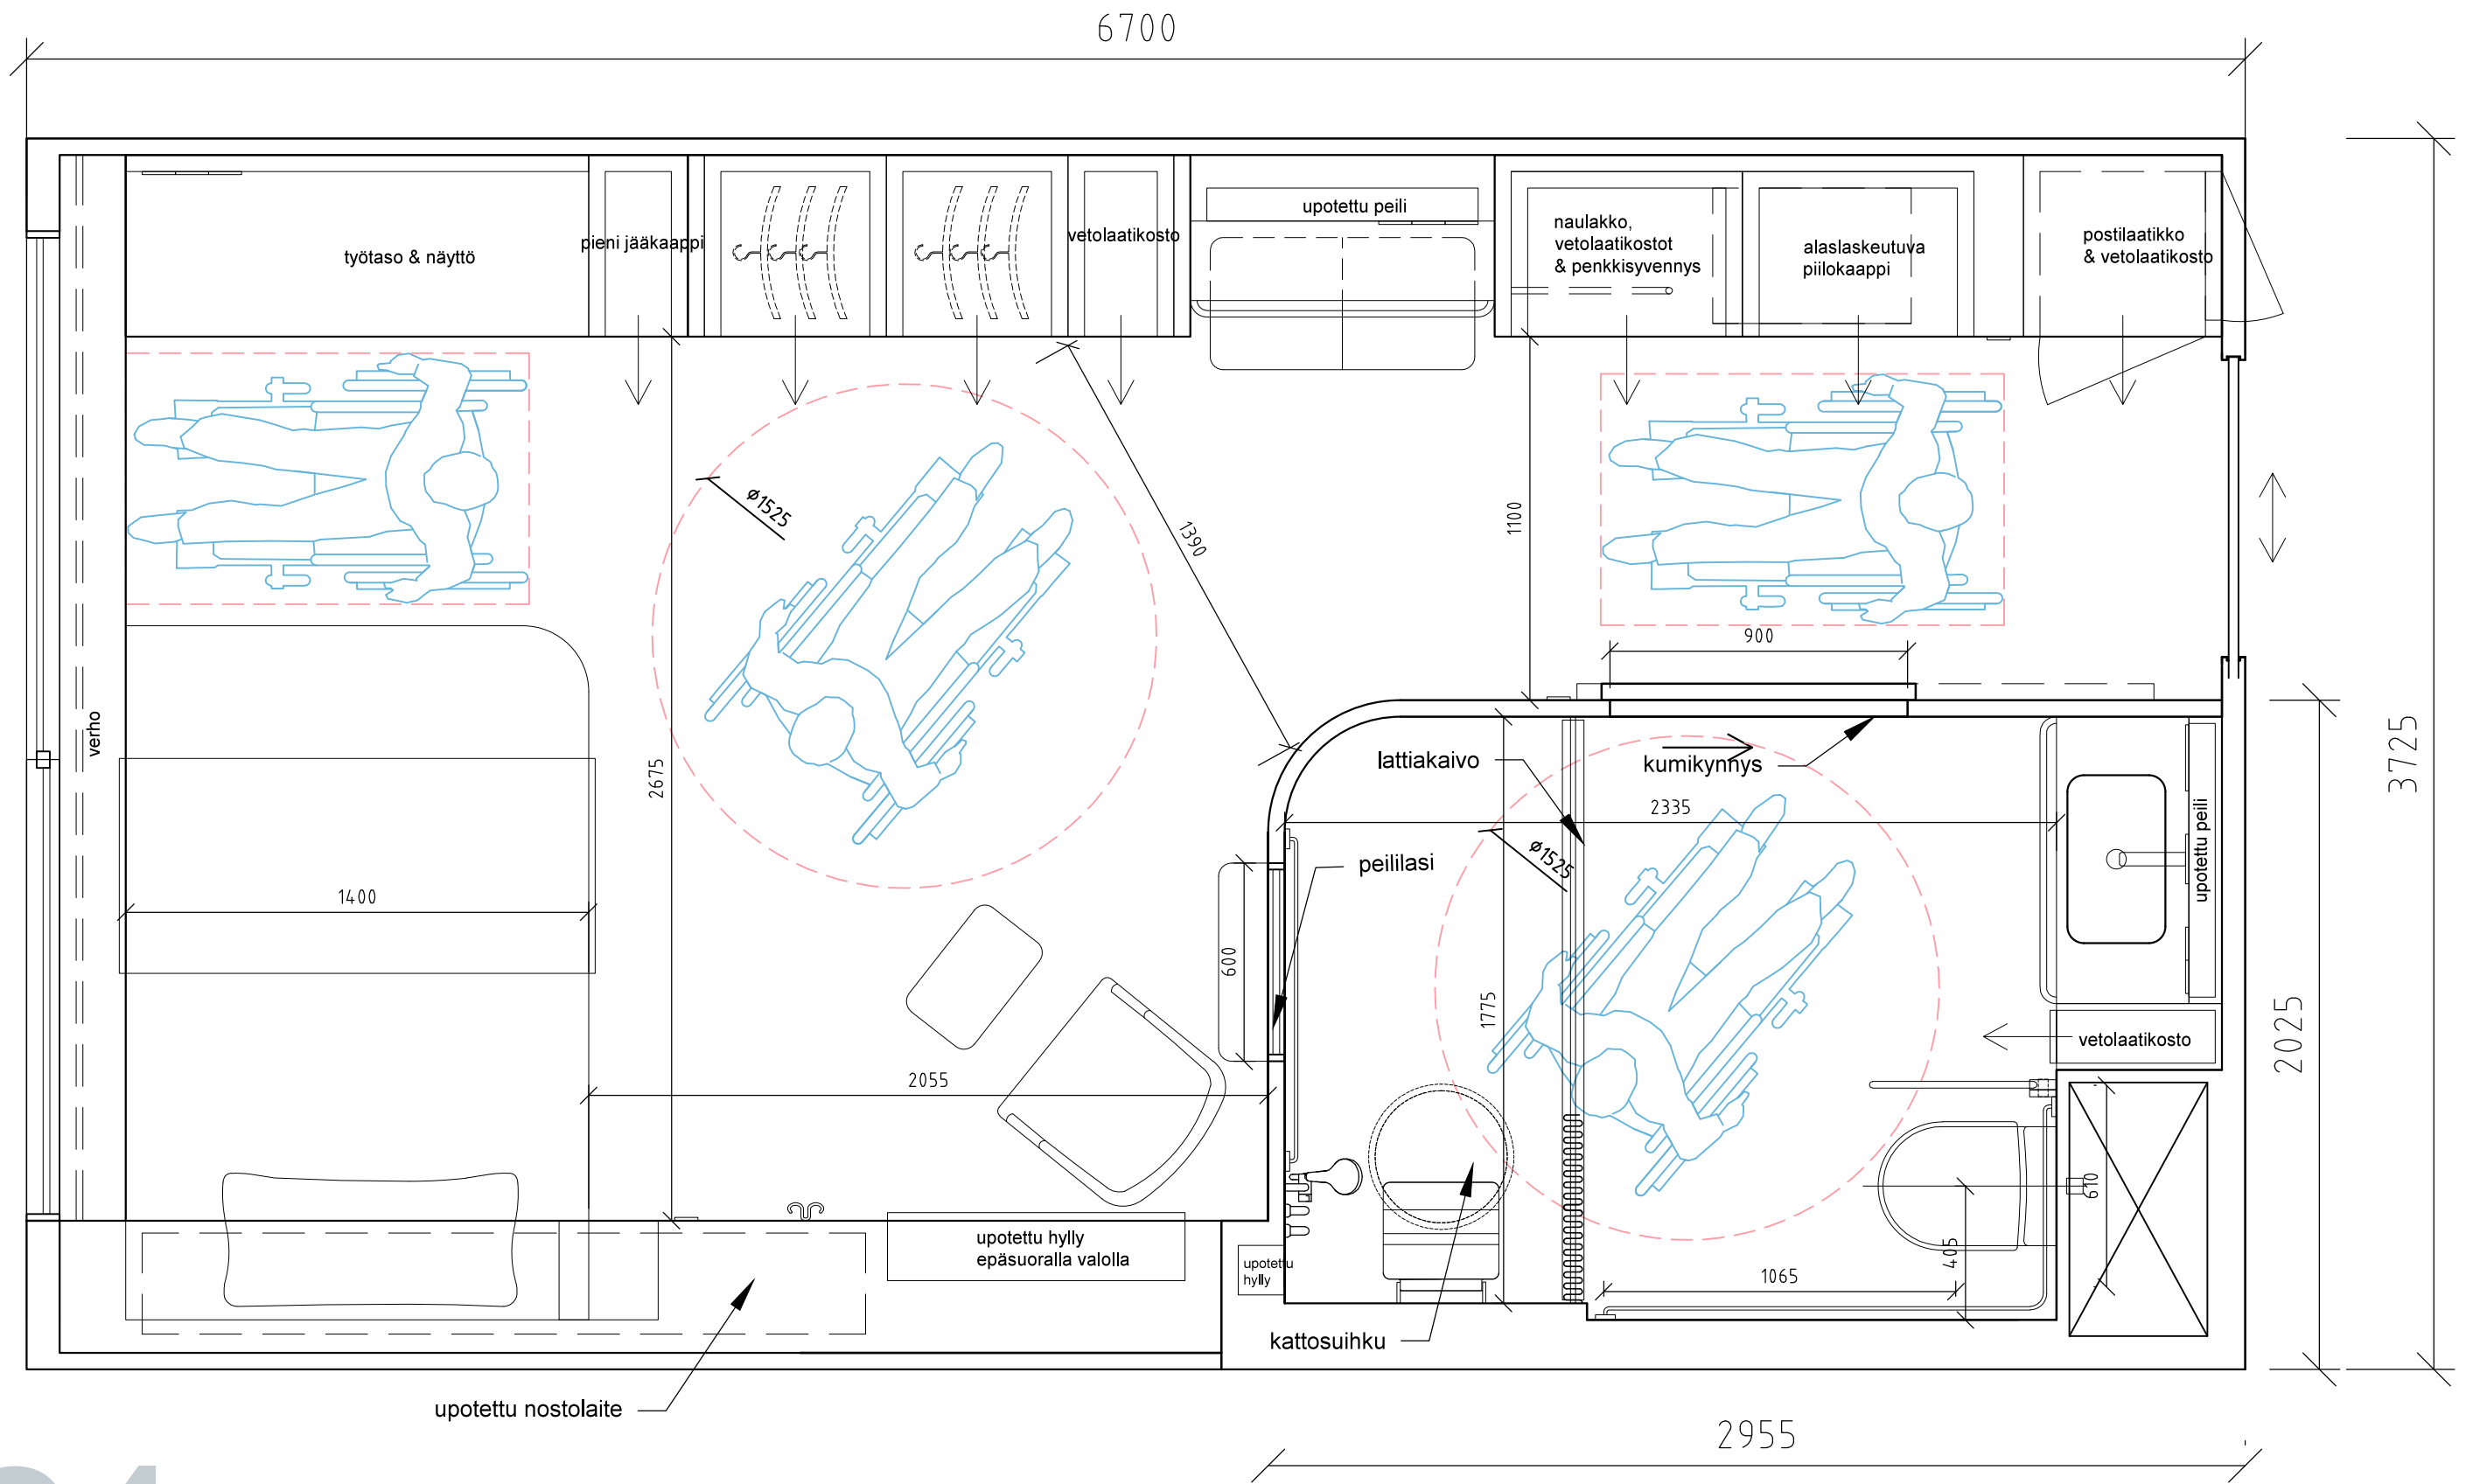 6700
upotettu peili
työtaso & näyttö
pieni jääkaappi
vetolaatikosto
naulakko,
vetolaatikostot
& penkkisyvennys
alaslaskeutuva
piilokaappi
postilaatikko
& vetolaatikosto
ø1525
1390
1100
900
verho
2675
lattiakaivo
kumikynnys
2335
3725
peililasi
ø1525
upotettu peili
1400
600
1775
2025
vetolaatikosto
2055
610
405
upotettu hylly
epäsuoralla valolla
upotettu
hylly
1065
kattosuihku
upotettu nostolaite
2955